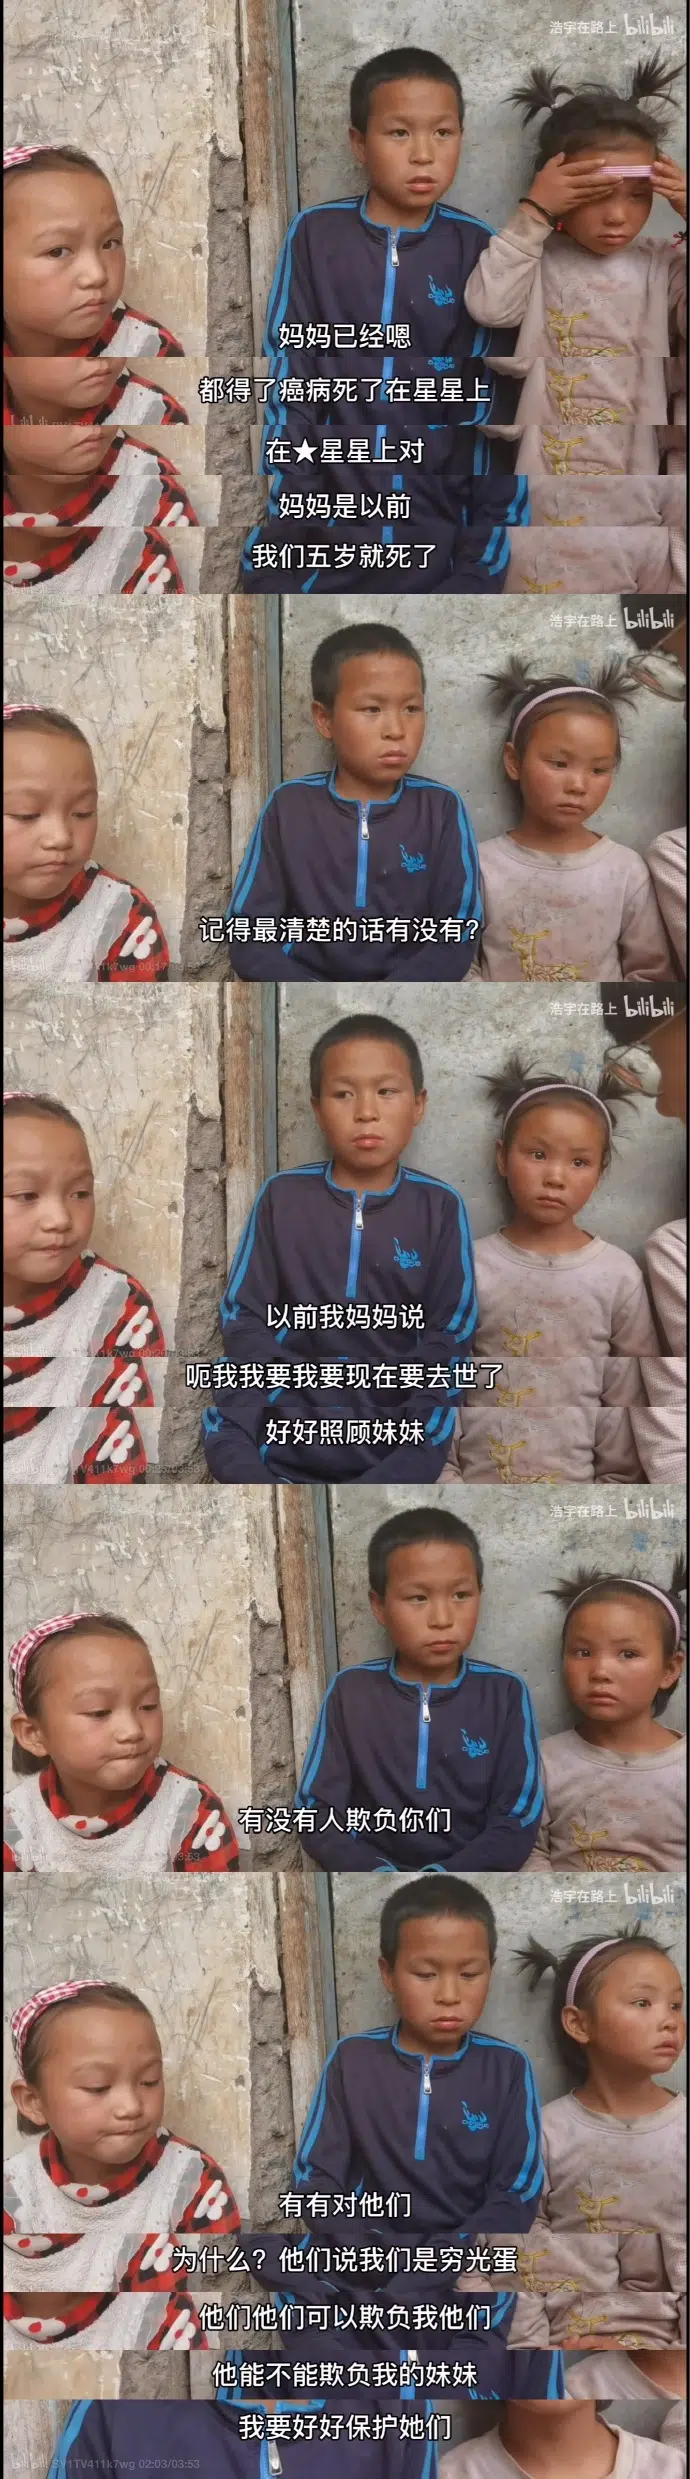 浩宇在路上 bilibili
妈妈已经嗯
都得了癌病死了在星星上
在★星星上对
妈妈是以前
我们五岁就死了
浩宇在路上 bilibili
记得最清楚的话有没有?
浩宇在路上 bilibili
以前我妈妈说
呃我我要我要现在要去世了
好好照顾妹妹
浩宇在路上 bilibili
有没有人欺负你们
浩宇在路上 bilibili
有有对他们
为什么?他们说我们是穷光蛋
他们他们可以欺负我他们
他能不能欺负我的妹妹
我要好好保护她们
02:03/03:53